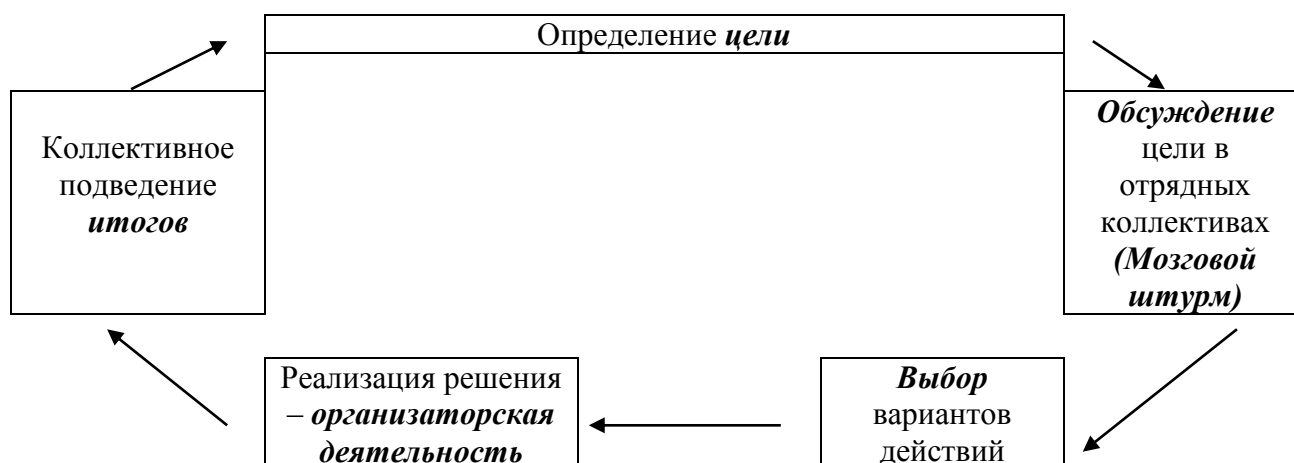 Определение цели
Коллективное
подведение
итогов
Обсуждение
цели в
отрядных
коллективах
(Мозговой
штурм)
Реализация решения
– организаторская
деятельность
Выбор
вариантов
действий